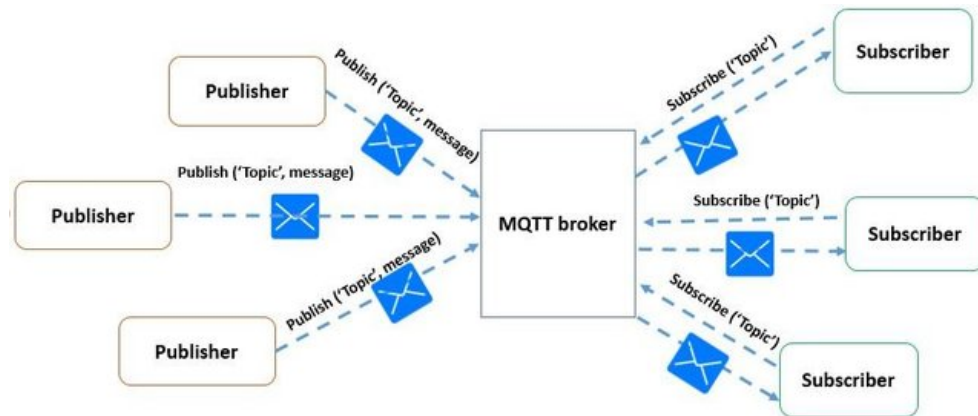 Publisher
Publish (‘Topic’, message)
Publisher
Publish (‘Topic’, message)
Publisher
Publish (‘Topic’, message)
MQTT broker
Subscribe (‘Topic’)
Subscriber
Subscribe (‘Topic’)
Subscriber
Subscribe (‘Topic’)
Subscriber